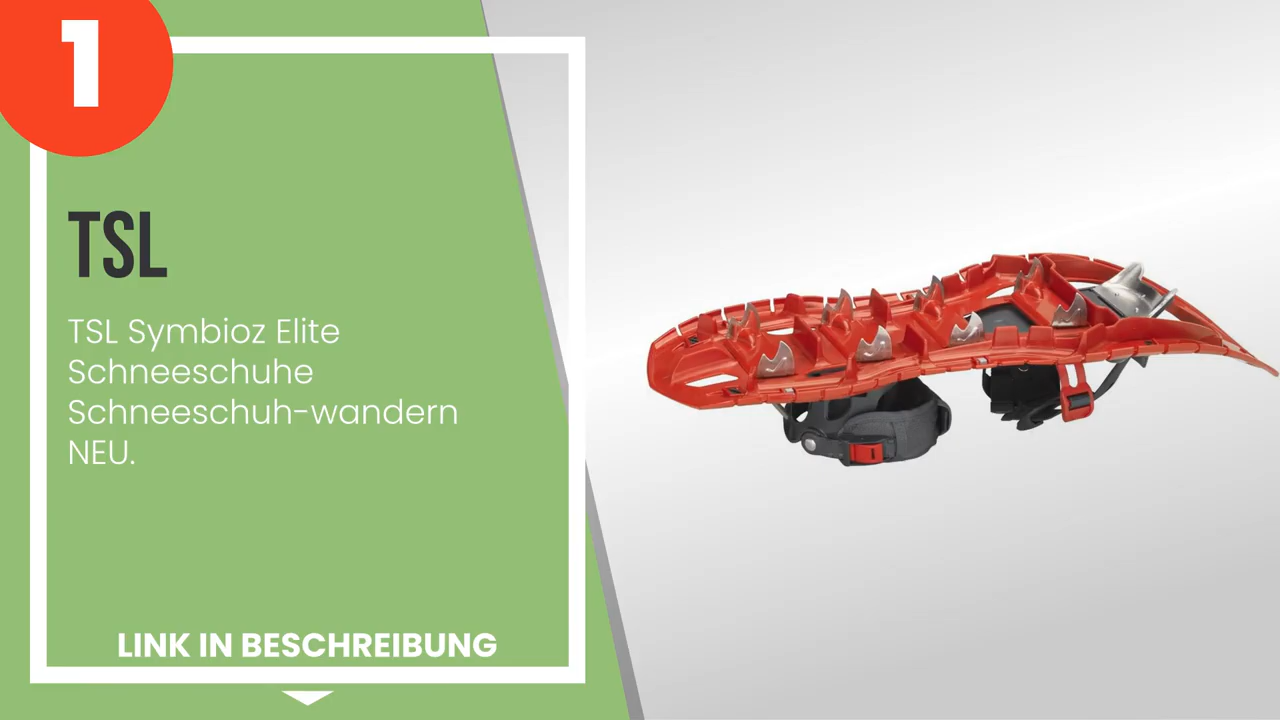 1
TSL
TSL Symbioz Elite
Schneeschuhe
Schneeschuh-wandern
NEU.
LINK IN BESCHREIBUNG